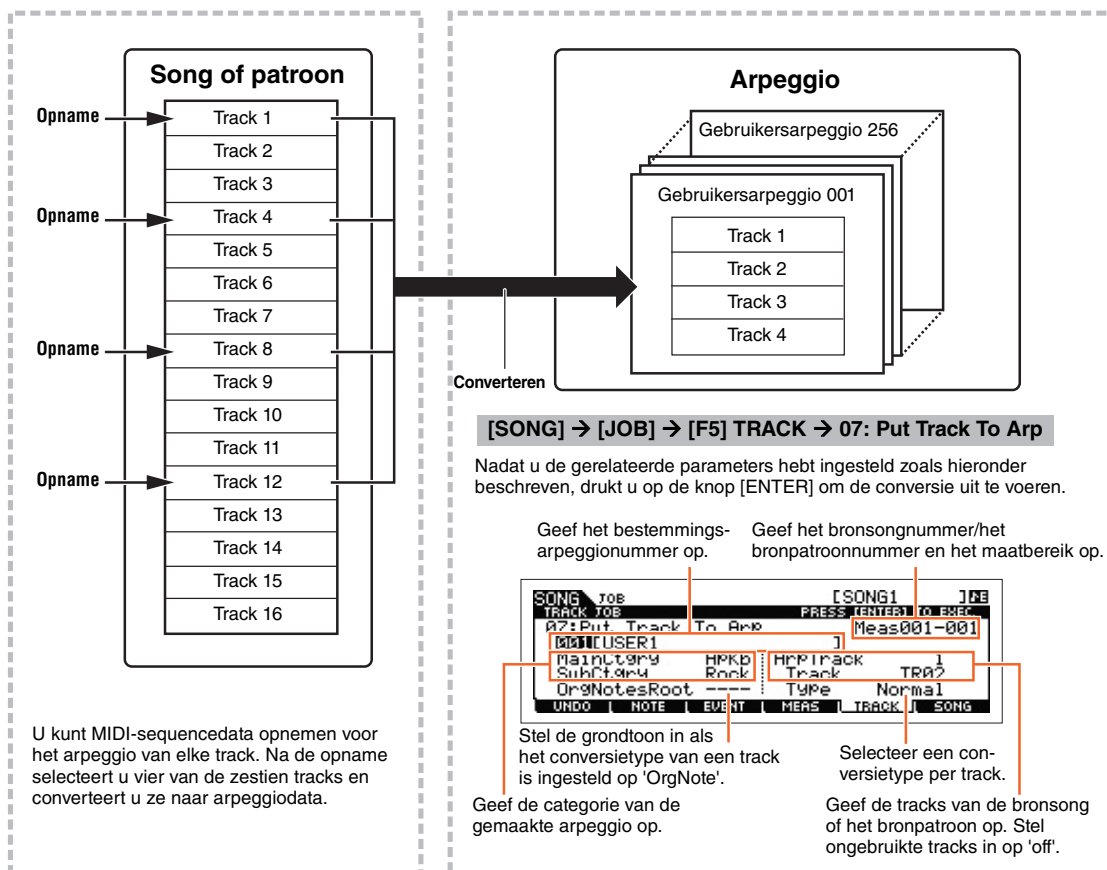 Song of patroon
Opname
Track 1
Track 2
Track 3
Opname
Track 4
Track 5
Track 6
Track 7
Opname
Track 8
Track 9
Track 10
Track 11
Opname
Track 12
Track 13
Track 14
Track 15
Track 16
Converteren
U kunt MIDI-sequencedata opnemen voor
het arpeggio van elke track. Na de opname
selecteert u vier van de zestien tracks en
converteert u ze naar arpeggiodata.
Arpeggio
Gebruikersarpeggio 256
Gebruikersarpeggio 001
Track 1
Track 2
Track 3
Track 4
[SONG] → [JOB] → [F5] TRACK → 07: Put Track To Arp
Nadat u de gerelateerde parameters hebt ingesteld zoals hieronder
beschreven, drukt u op de knop [ENTER] om de conversie uit te voeren.
Geef het bestemmings-
arpeggionummer op.
Geef het bronsongnummer/het
bronpatroonnummer en het maatbereik op.
SONG JOB [SONG1 ]
TRACK JOB PRESS [ENTER] TO EXEC.
07:Put Track To Arp Meas001-001
001[USER1 ]
MainCtgry ApKb ArpTrack 1
SubCtgry Rock Track TR02
OrgNotesRoot ---- Type Normal
UNDO NOTE EVENT MEAS TRACK SONG
Stel de grondtoon in als
het conversietype van een track
is ingesteld op 'OrgNote'.
Selecteer een con-
versietype per track.
Geef de categorie van de
gemaakte arpeggio op.
Geef de tracks van de bronsong
of het bronpatroon op. Stel
ongebruikte tracks in op 'off'.